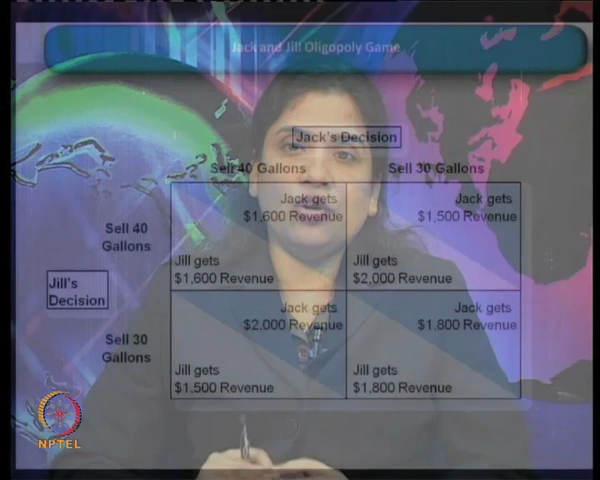 Jack and Jill Oligopoly Game
Jack's Decision
Sell 40 Gallons
Sell 30 Gallons
Sell 40
Gallons
Jack gets
$1,600 Revenue
Jill gets
$1,600 Revenue
Jack gets
$1,500 Revenue
Jill gets
$2,000 Revenue
Jill's
Decision
Sell 30
Gallons
Jack gets
$2,000 Revenue
Jill gets
$1,500 Revenue
Jack gets
$1,800 Revenue
Jill gets
$1,800 Revenue
NPTEL